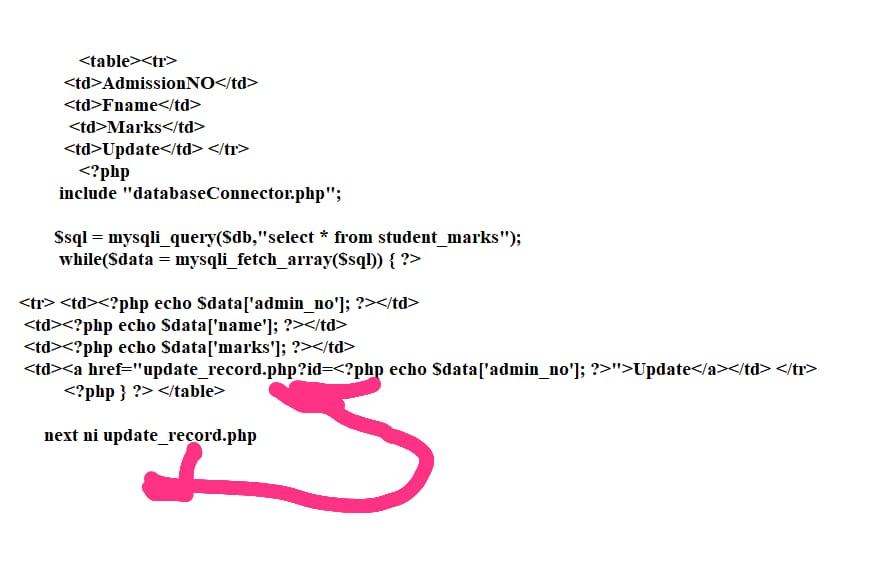 <table><tr>
<td>AdmissionNO</td>
<td>Fname</td>
<td>Marks</td>
<td>Update</td> </tr>
<?php
include "databaseConnector.php";
$sql = mysqli_query($db,"select * from student_marks");
while($data = mysqli_fetch_array($sql)) { ?>
<tr> <td><?php echo $data['admin_no']; ?></td>
<td><?php echo $data['name']; ?></td>
<td><?php echo $data['marks']; ?></td>
<td><a href="update_record.php?id=<?php echo $data['admin_no']; ?>">Update</a></td> </tr>
<?php } ?> </table>
next ni update_record.php